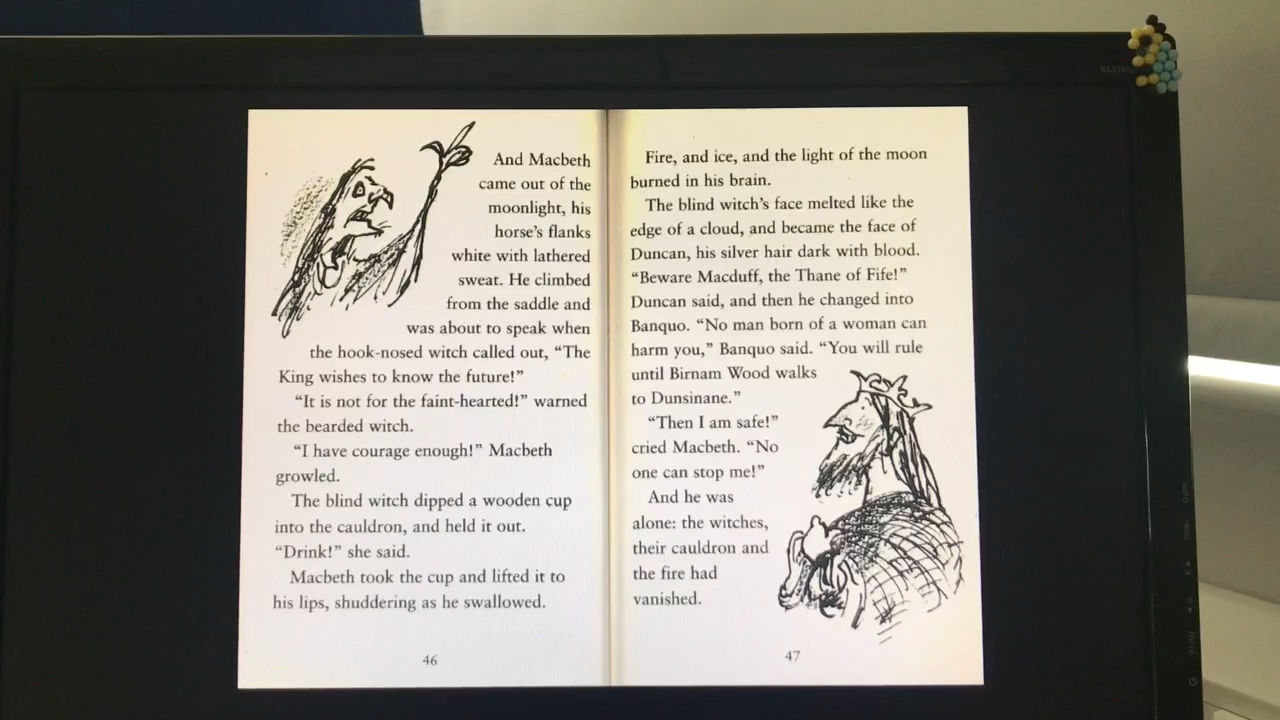 And Macbeth
came out of the
moonlight, his
horse's flanks
white with lathered
sweat. He climbed
from the saddle and
was about to speak when
the hook-nosed witch called out, “The
King wishes to know the future!”
“It is not for the faint-hearted!” warned
the bearded witch.
“I have courage enough!” Macbeth
growled.
The blind witch dipped a wooden cup
into the cauldron, and held it out.
“Drink!” she said.
Macbeth took the cup and lifted it to
his lips, shuddering as he swallowed.
46
Fire, and ice, and the light of the moon
burned in his brain.
The blind witch's face melted like the
edge of a cloud, and became the face of
Duncan, his silver hair dark with blood.
“Beware Macduff, the Thane of Fife!”
Duncan said, and then he changed into
Banquo. “No man born of a woman can
harm you,” Banquo said. “You will rule
until Birnam Wood walks
to Dunsinane.”
“Then I am safe!”
cried Macbeth. “No
one can stop me!”
And he was
alone: the witches,
their cauldron and
the fire had
vanished.
47